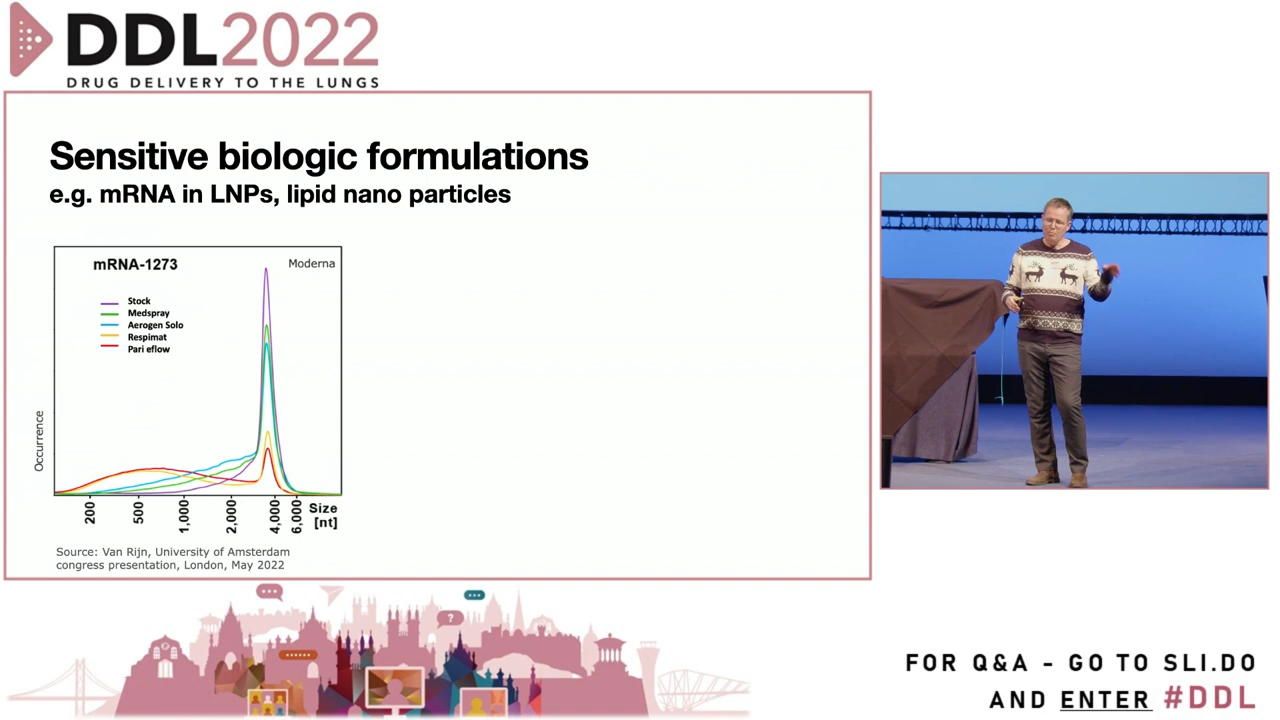 DDL2022
DRUG DELIVERY TO THE LUNGS
Sensitive biologic formulations
e.g. mRNA in LNPs, lipid nano particles
mRNA-1273
Moderna
Stock
Medspray
Aerogen Solo
Respimat
Pari eflow
Occurrence
200
500
1,000
2,000
4,000
6,000
Size
[nt]
Source: Van Rijn, University of Amsterdam
congress presentation, London, May 2022
?
FOR Q&A - GO TO SLI.DO
AND ENTER #DDL